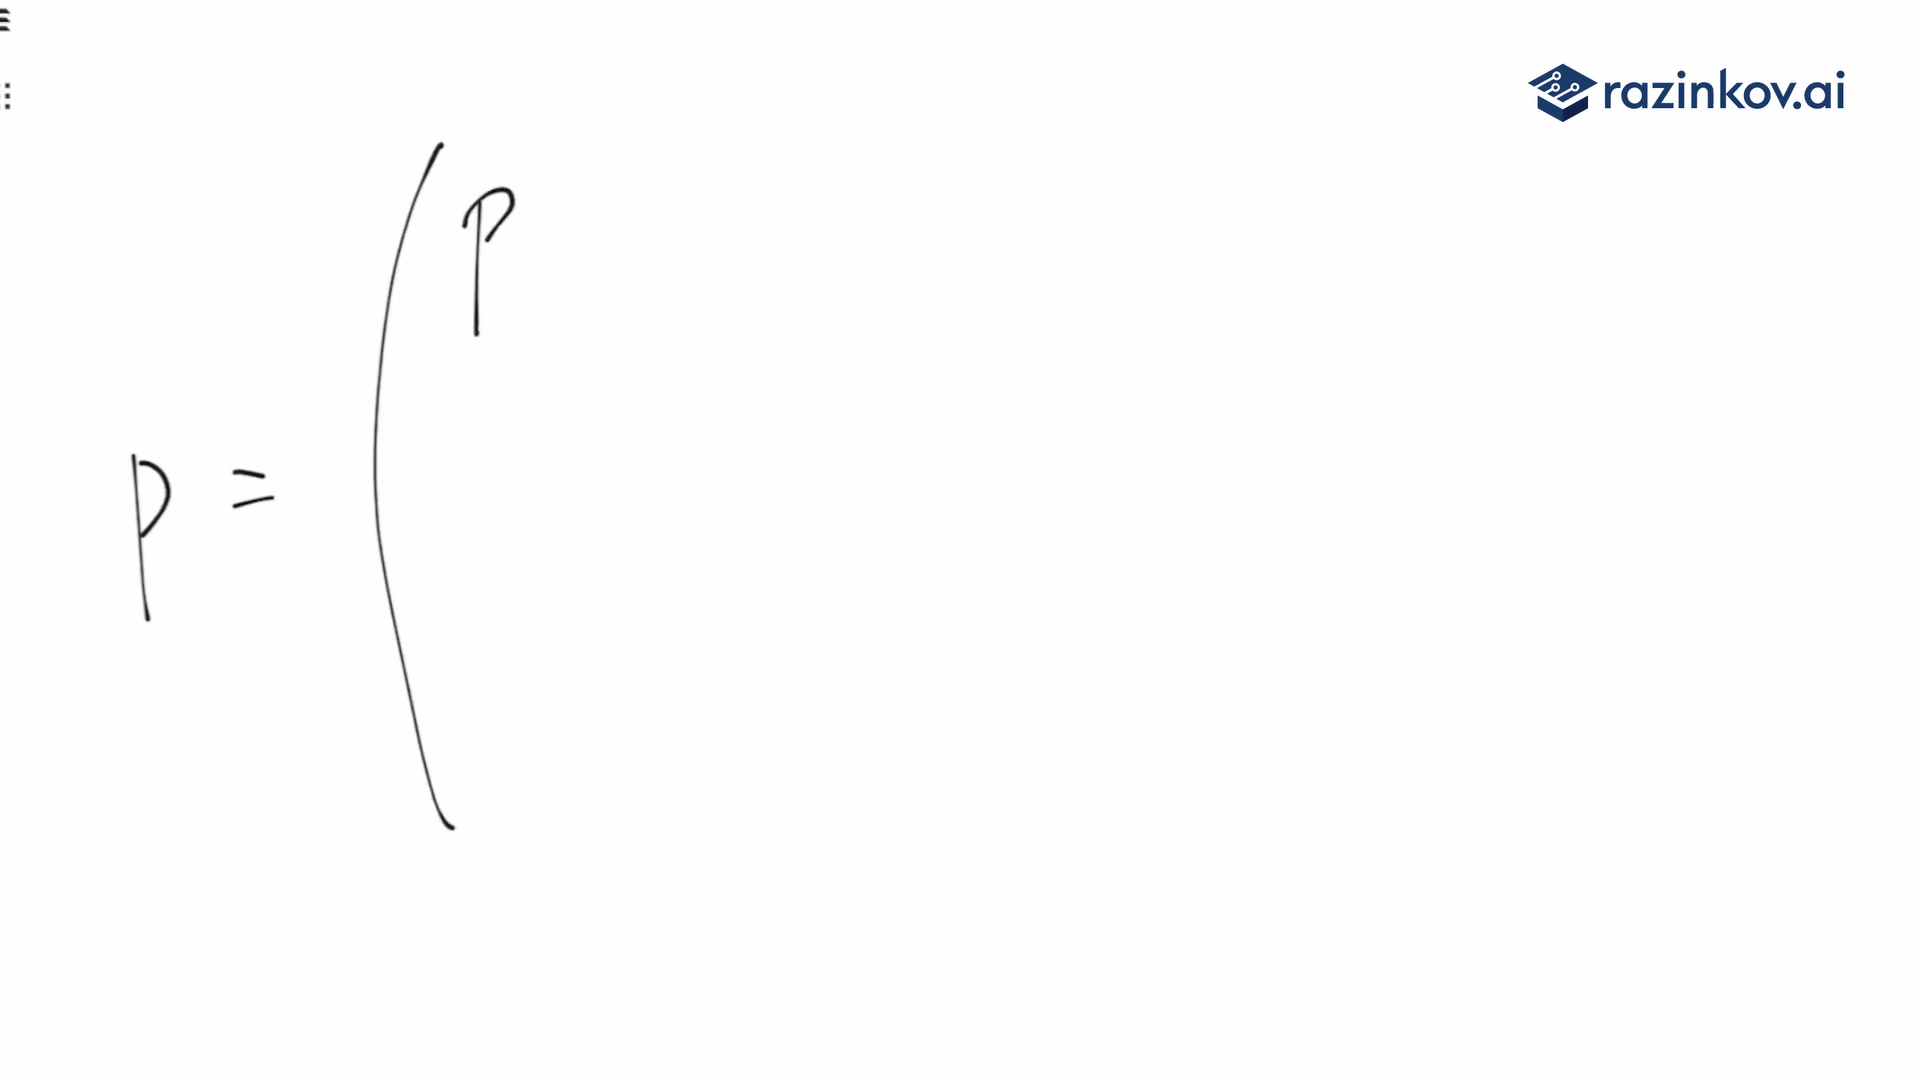 razinkov.ai
p = ( p